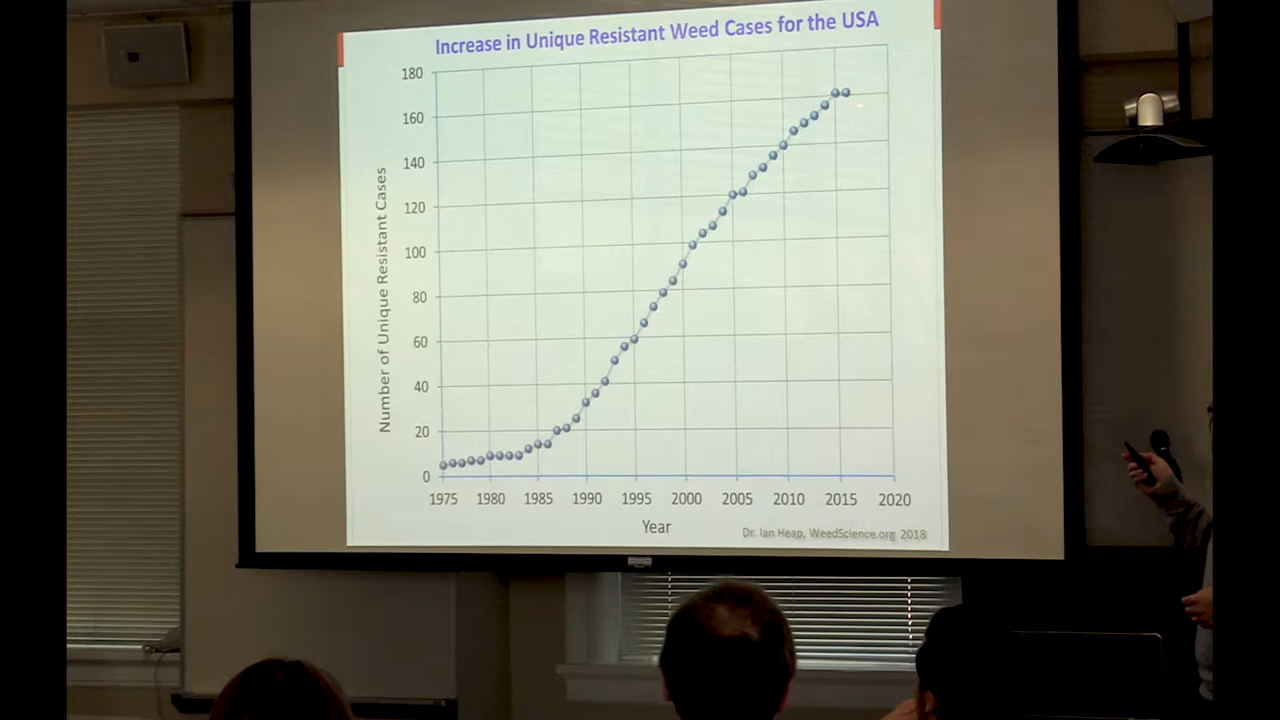 Increase in Unique Resistant Weed Cases for the USA
180
160
140
120
100
80
60
40
20
0
Number of Unique Resistant Cases
1975 1980 1985 1990 1995 2000 2005 2010 2015 2020
Year
Dr. Ian Heap, WeedScience.org 2018